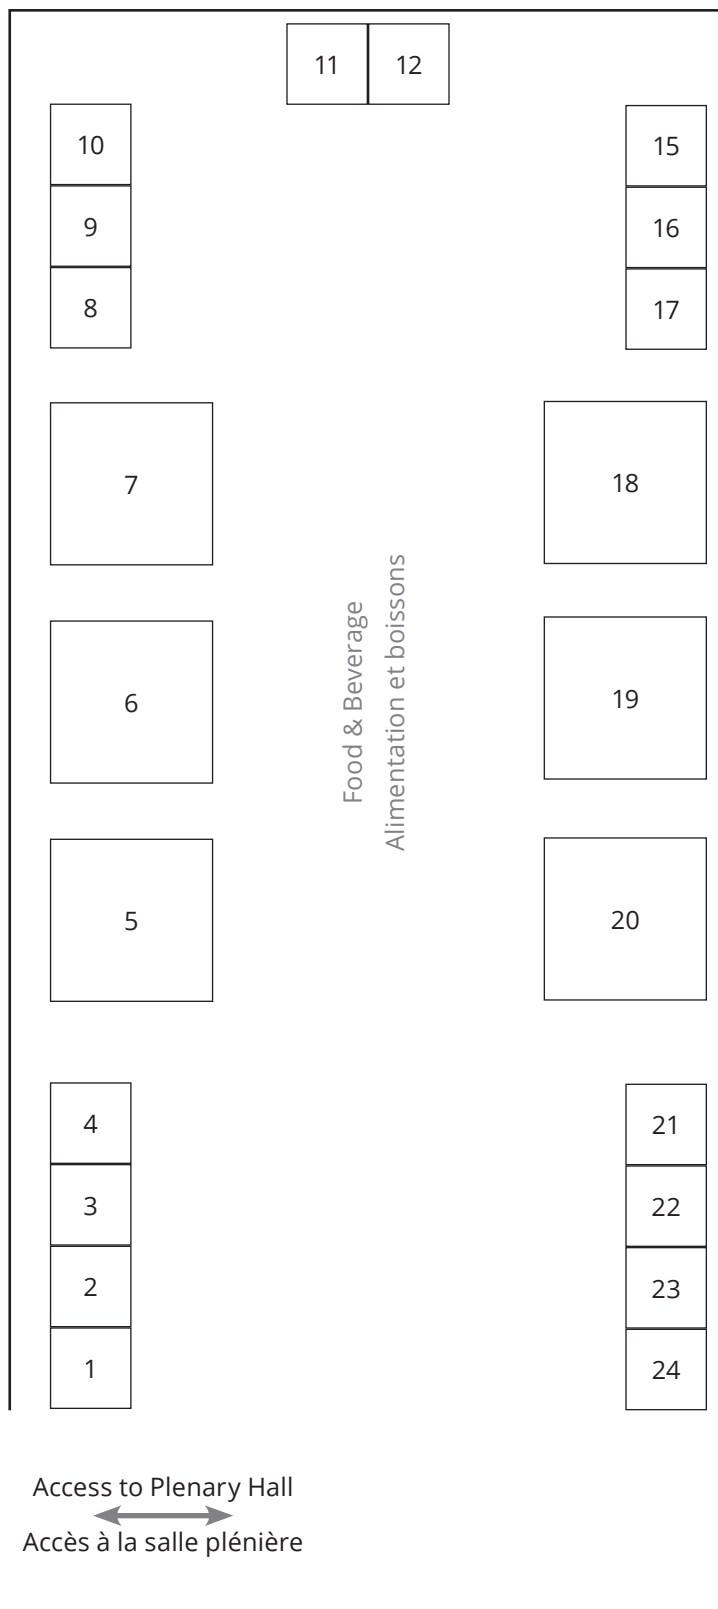 11 12
10 15
9 16
8 17
7 18
Food & Beverage
Alimentation et boissons
6 19
5 20
4 21
3 22
2 23
1 24
Access to Plenary Hall
Accès à la salle plénière